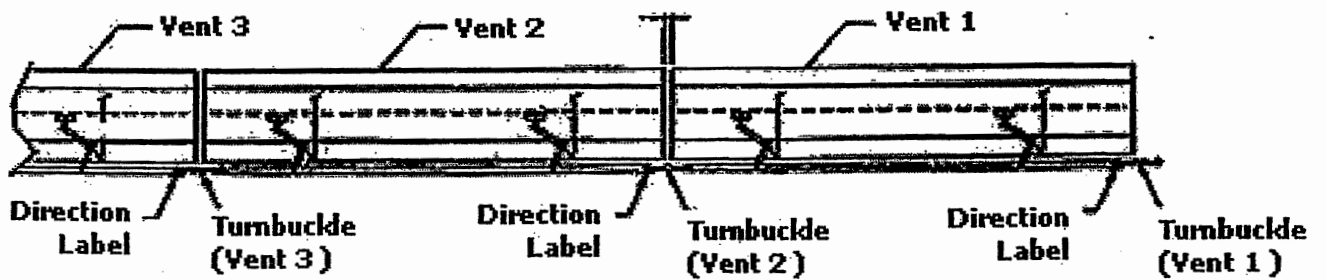 Vent 3
Vent 2
Vent 1
Direction
Label
Turnbuckle
(Vent 3)
Direction
Label
Turnbuckle
(Vent 2)
Direction
Label
Turnbuckle
(Vent 1)